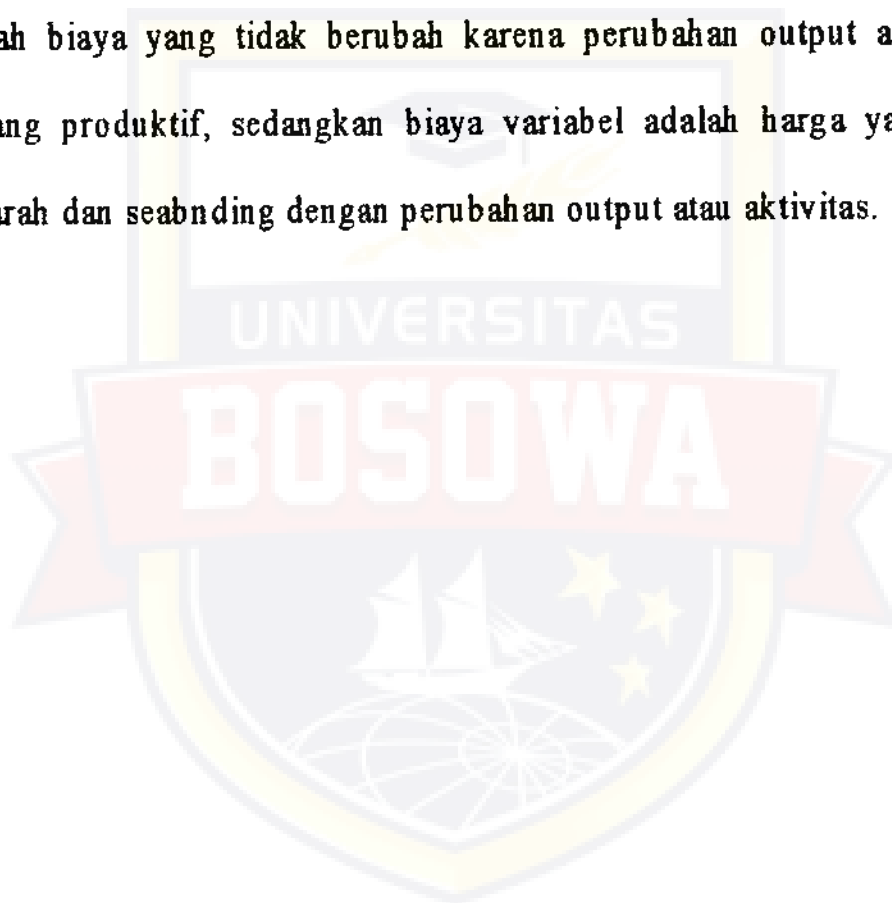 ah biaya yang tidak berubah karena perubahan output a
ang produktif, sedangkan biaya variabel adalah harga ya
arah dan seabnding dengan perubahan output atau aktivitas.
UNIVERSITAS
BOSOWA